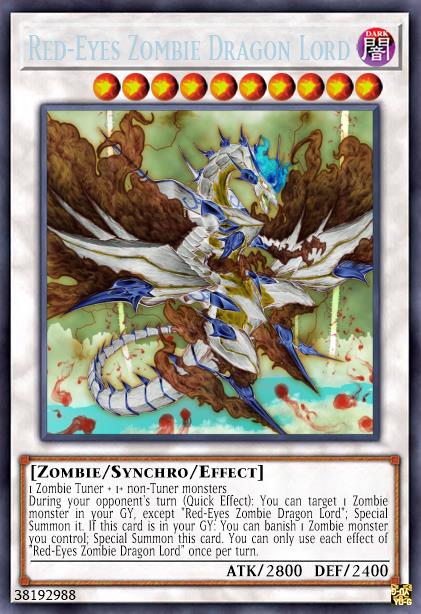 RED-EYES ZOMBIE DRAGON LORD
DARK
闇
[ZOMBIE/SYNCHRO/EFFECT]
1 Zombie Tuner + 1+ non-Tuner monsters
During your opponent's turn (Quick Effect): You can target 1 Zombie
monster in your GY, except "Red-Eyes Zombie Dragon Lord"; Special
Summon it. If this card is in your GY: You can banish 1 Zombie monster
you control; Special Summon this card. You can only use each effect of
"Red-Eyes Zombie Dragon Lord" once per turn.
ATK/2800 DEF/2400
38192988